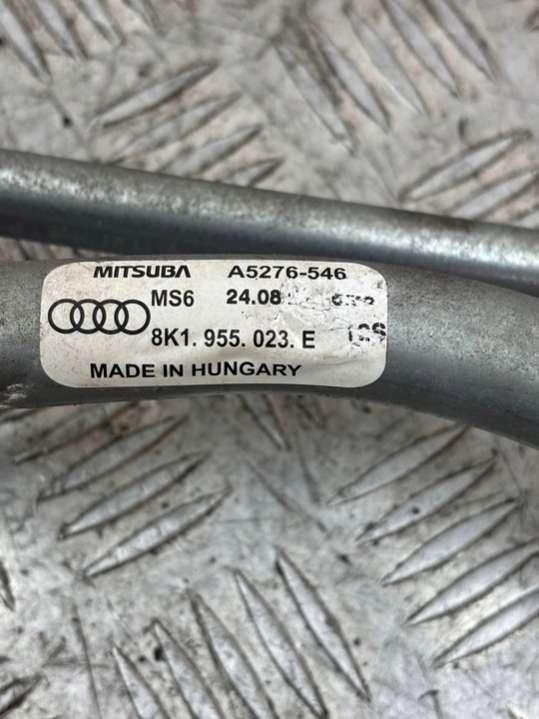 MITSUBA A5276-546
MS6 24.08
8K1. 955. 023. E
MADE IN HUNGARY